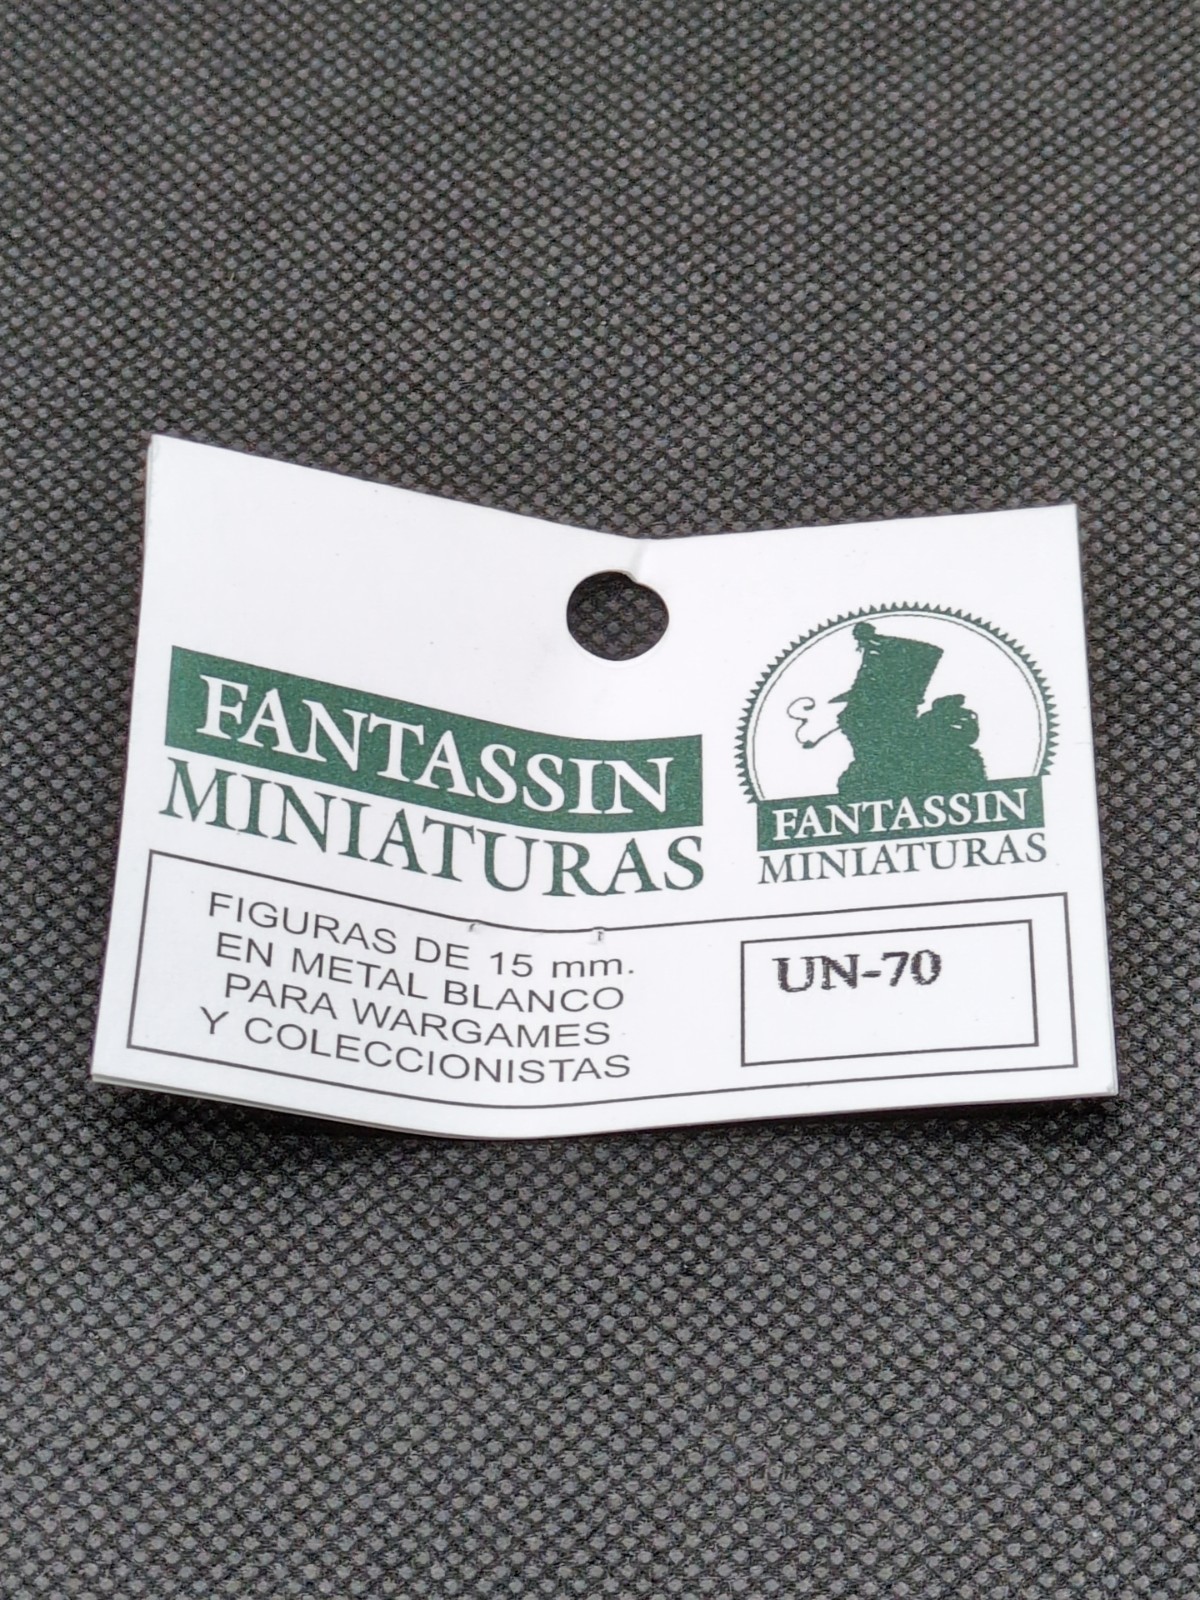 FANTASSIN
MINIATURAS
FANTASSIN
MINIATURAS
FIGURAS DE 15 mm.
EN METAL BLANCO
PARA WARGAMES
Y COLECCIONISTAS
UN-70